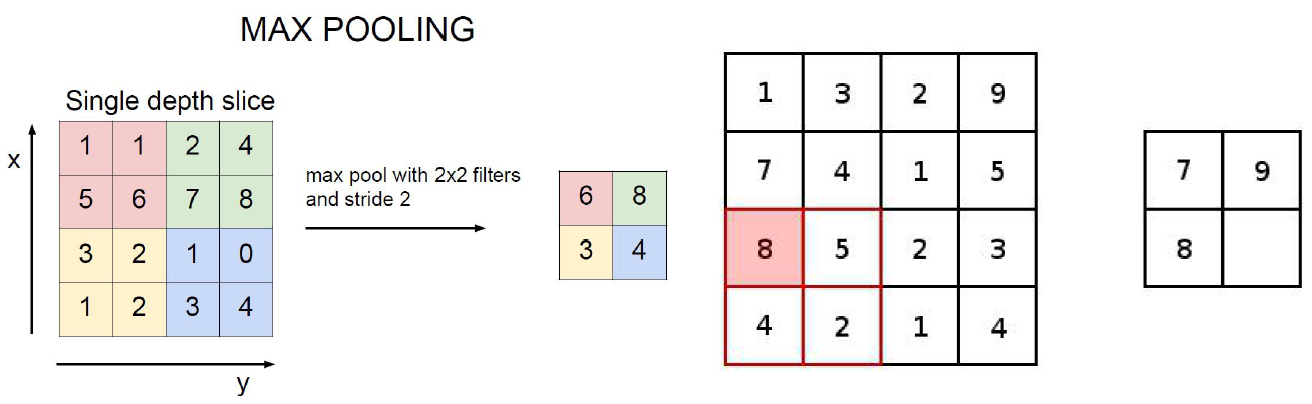 MAX POOLING
Single depth slice
x
1 1 2 4
5 6 7 8
3 2 1 0
1 2 3 4
y
max pool with 2x2 filters
and stride 2
6 8
3 4
1 3 2 9
7 4 1 5
8 5 2 3
4 2 1 4
7 9
8